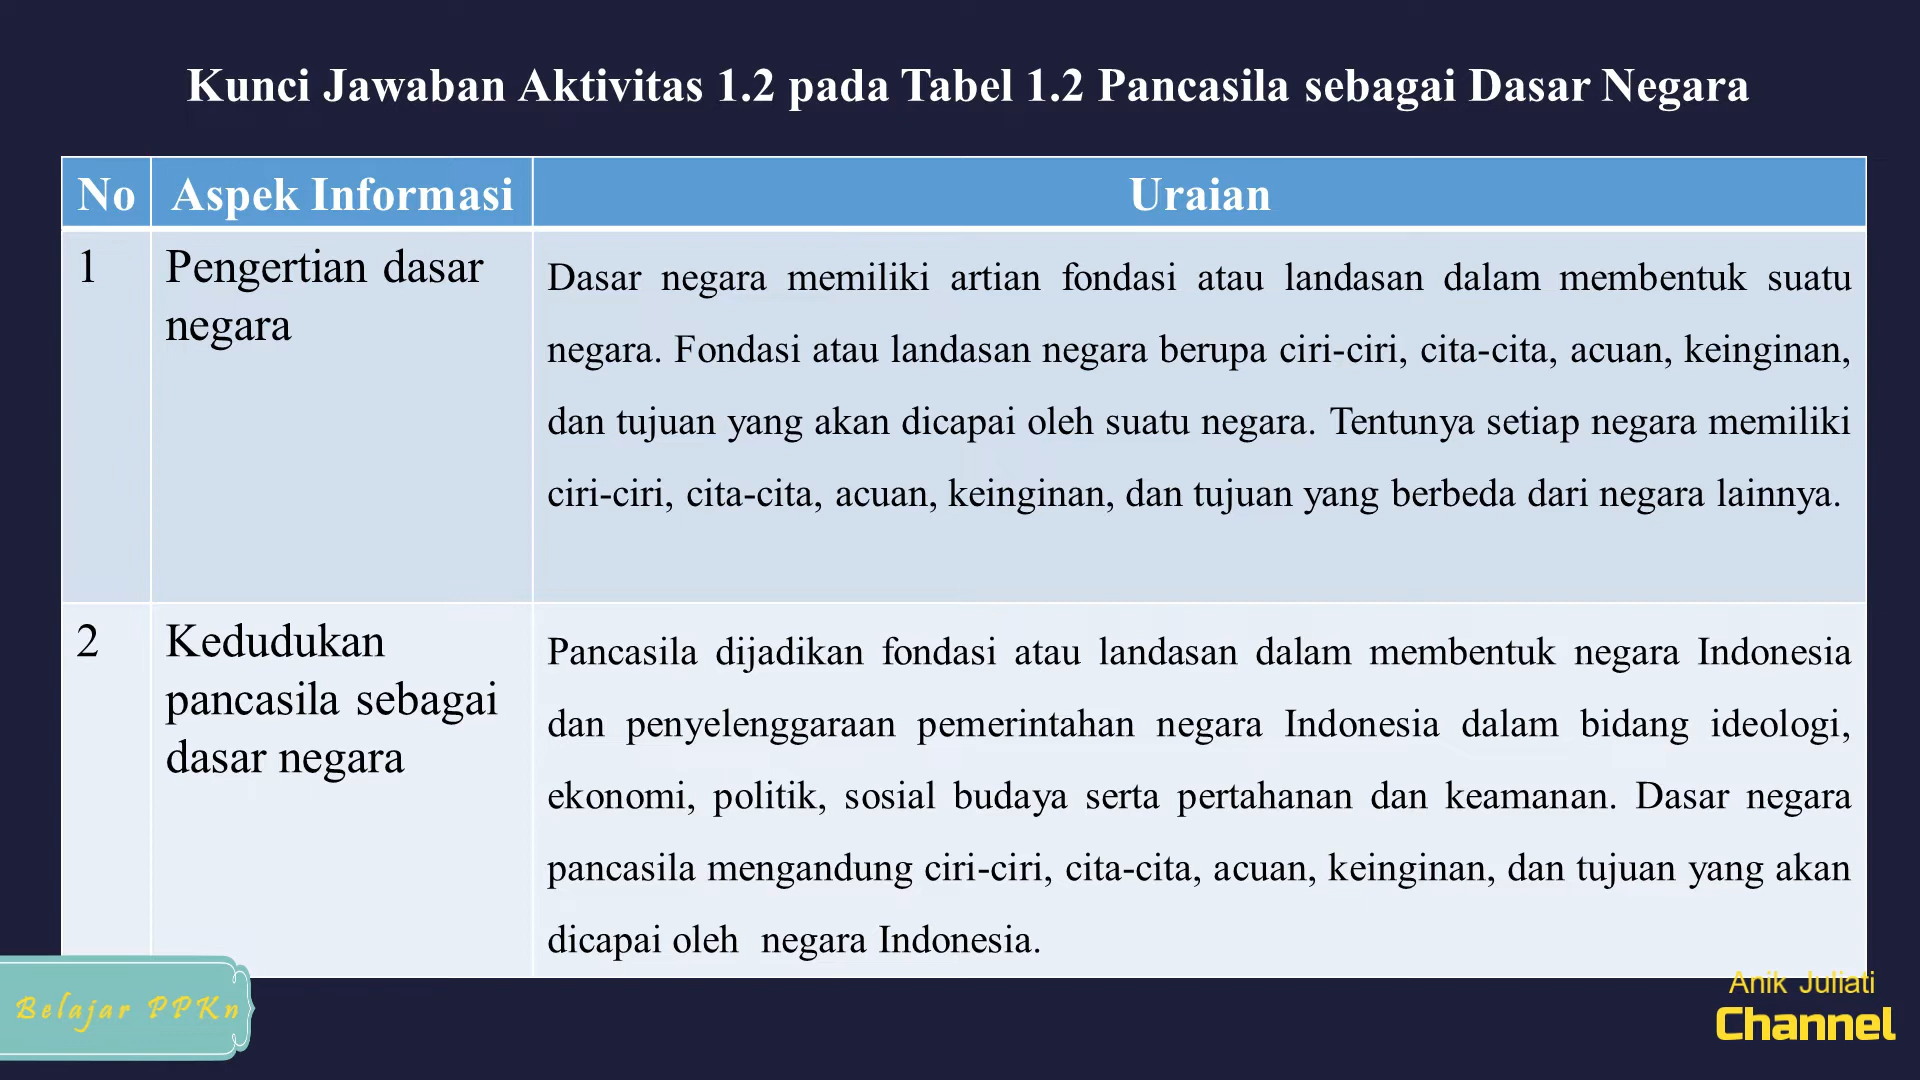 Kunci Jawaban Aktivitas 1.2 pada Tabel 1.2 Pancasila sebagai Dasar Negara
No Aspek Informasi Uraian
1 Pengertian dasar
negara
Dasar negara memiliki artian fondasi atau landasan dalam membentuk suatu
negara. Fondasi atau landasan negara berupa ciri-ciri, cita-cita, acuan, keinginan,
dan tujuan yang akan dicapai oleh suatu negara. Tentunya setiap negara memiliki
ciri-ciri, cita-cita, acuan, keinginan, dan tujuan yang berbeda dari negara lainnya.
2 Kedudukan
pancasila sebagai
dasar negara
Pancasila dijadikan fondasi atau landasan dalam membentuk negara Indonesia
dan penyelenggaraan pemerintahan negara Indonesia dalam bidang ideologi,
ekonomi, politik, sosial budaya serta pertahanan dan keamanan. Dasar negara
pancasila mengandung ciri-ciri, cita-cita, acuan, keinginan, dan tujuan yang akan
dicapai oleh negara Indonesia.
Belajar PPKn
Anik Juliati
Channel